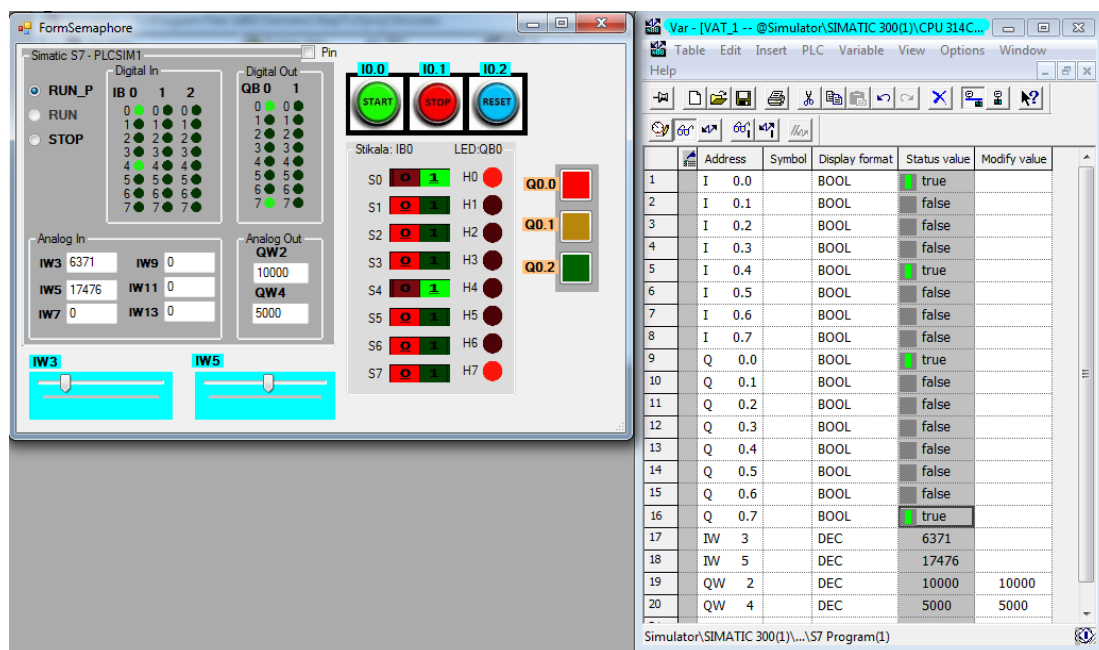 FormSemaphore
Simatic S7 - PLCSIM1
Pin
Digital In
Digital Out
RUN_P
RUN
STOP
IB 0 1 2
QB 0 1
0 0 0
1 1 1
2 2 2
3 3 3
4 4 4
5 5 5
6 6 6
7 7 7
0 0
1 1
2 2
3 3
4 4
5 5
6 6
7 7
Analog In
IW3 6371 IW9 0
IW5 17476 IW11 0
IW7 0 IW13 0
Analog Out
QW2
10000
QW4
5000
IW3
IW5
I0.0 I0.1 I0.2
START STOP RESET
Stikala: IB0 LED:QB0
S0 0 1 H0
S1 0 1 H1
S2 0 1 H2
S3 0 1 H3
S4 0 1 H4
S5 0 1 H5
S6 0 1 H6
S7 0 1 H7
Q0.0
Q0.1
Q0.2
Var - [VAT_1 -- @Simulator\SIMATIC 300(1)\CPU 314C...
Table Edit Insert PLC Variable View Options Window
Help
Address Symbol Display format Status value Modify value
1 I 0.0 BOOL true
2 I 0.1 BOOL false
3 I 0.2 BOOL false
4 I 0.3 BOOL false
5 I 0.4 BOOL true
6 I 0.5 BOOL false
7 I 0.6 BOOL false
8 I 0.7 BOOL false
9 Q 0.0 BOOL true
10 Q 0.1 BOOL false
11 Q 0.2 BOOL false
12 Q 0.3 BOOL false
13 Q 0.4 BOOL false
14 Q 0.5 BOOL false
15 Q 0.6 BOOL false
16 Q 0.7 BOOL true
17 IW 3 DEC 6371
18 IW 5 DEC 17476
19 QW 2 DEC 10000 10000
20 QW 4 DEC 5000 5000
Simulator\SIMATIC 300(1)\...\S7 Program(1)